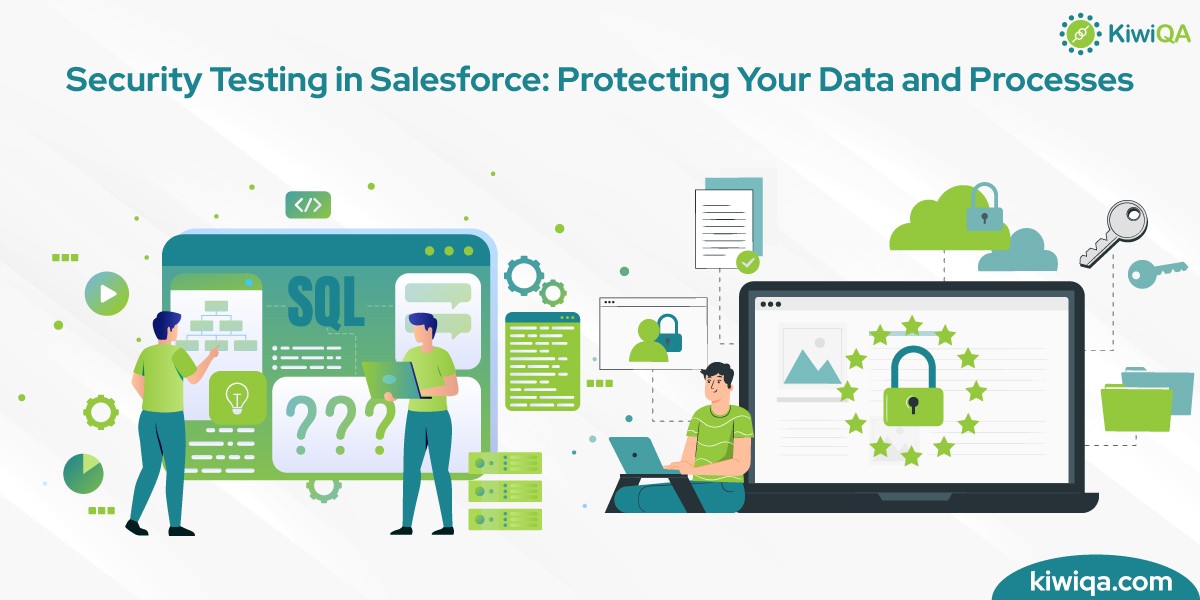 KiwiQA
Security Testing in Salesforce: Protecting Your Data and Processes
</>
SQL
???
kiwiqa.com